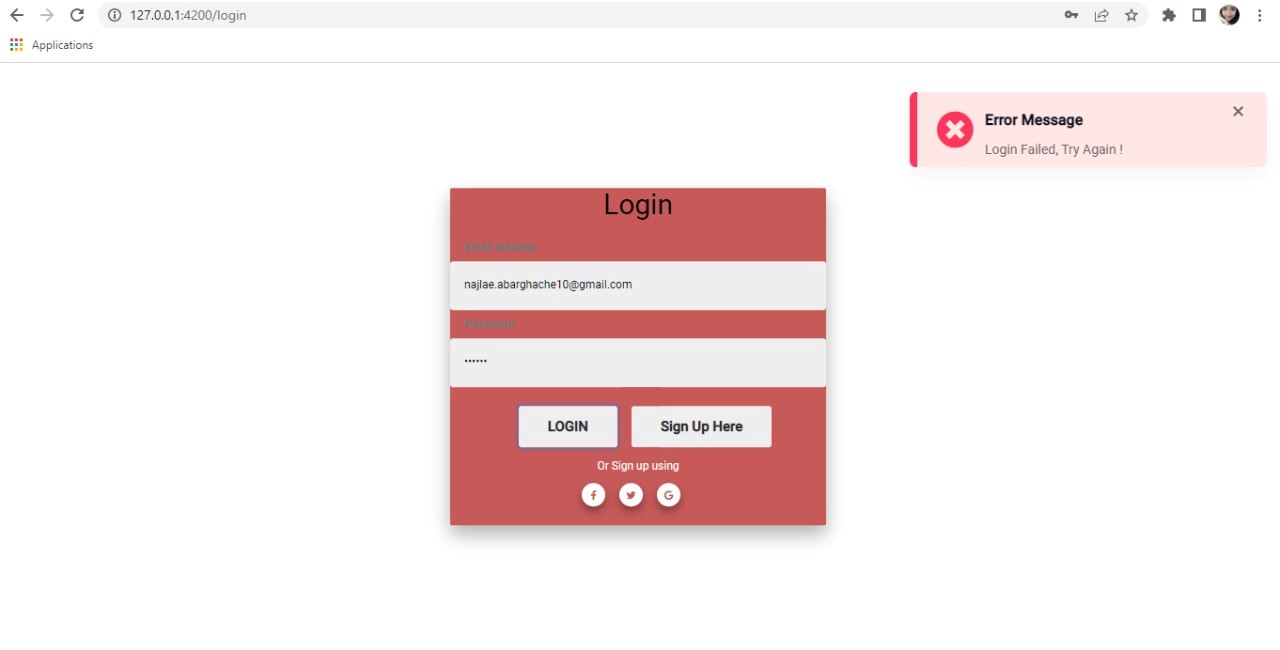 127.0.0.1:4200/login
Applications
Error Message
Login Failed, Try Again !
Login
Email address
najlae.abarghache10@gmail.com
Password
••••••
LOGIN
Sign Up Here
Or Sign up using